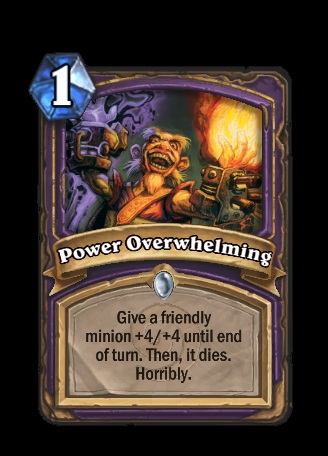 1
Power Overwhelming
Give a friendly
minion +4/+4 until end
of turn. Then, it dies.
Horribly.